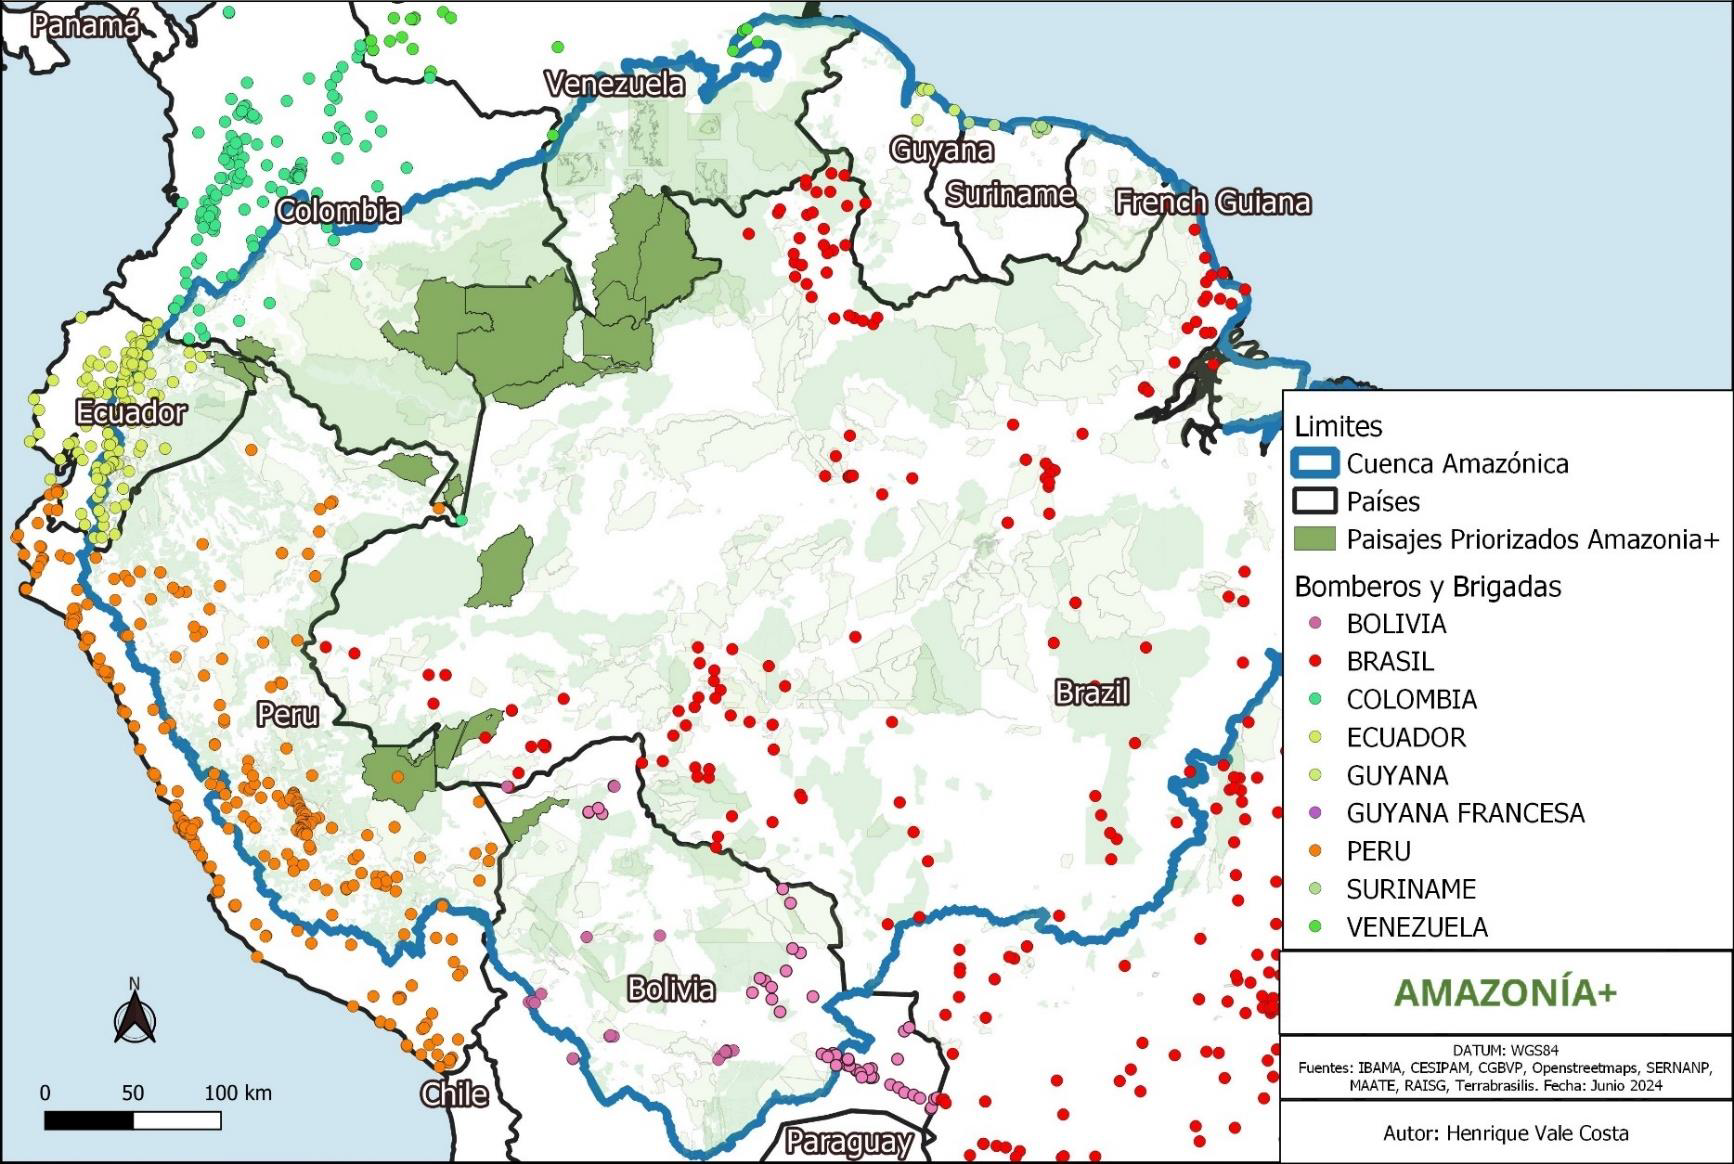 Panamá
Venezuela
Guyana
Suriname
French Guiana
Colombia
Ecuador
Peru
Brazil
Bolivia
Chile
Paraguay
N
0 50 100 km
Limites
Cuenca Amazónica
Países
Paisajes Priorizados Amazonia+
Bomberos y Brigadas
BOLIVIA
BRASIL
COLOMBIA
ECUADOR
GUYANA
GUYANA FRANCESA
PERU
SURINAME
VENEZUELA
AMAZONÍA+
DATUM: WGS84
Fuentes: IBAMA, CESIPAM, CGBVP, Openstreetmaps, SERNANP,
MAATE, RAISG, Terrabrasilis. Fecha: Junio 2024
Autor: Henrique Vale Costa